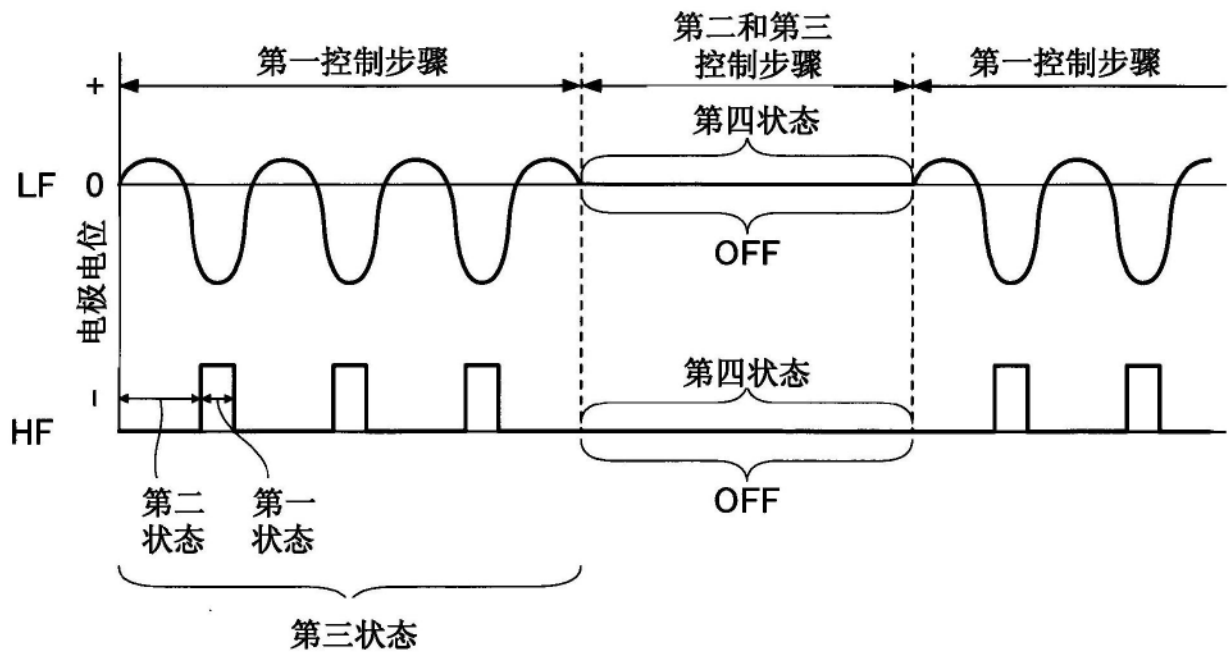 第一控制步骤
第二和第三
控制步骤
第一控制步骤
+
第四状态
LF
0
OFF
电极电位
第四状态
-
HF
OFF
第二
状态
第一
状态
第三状态